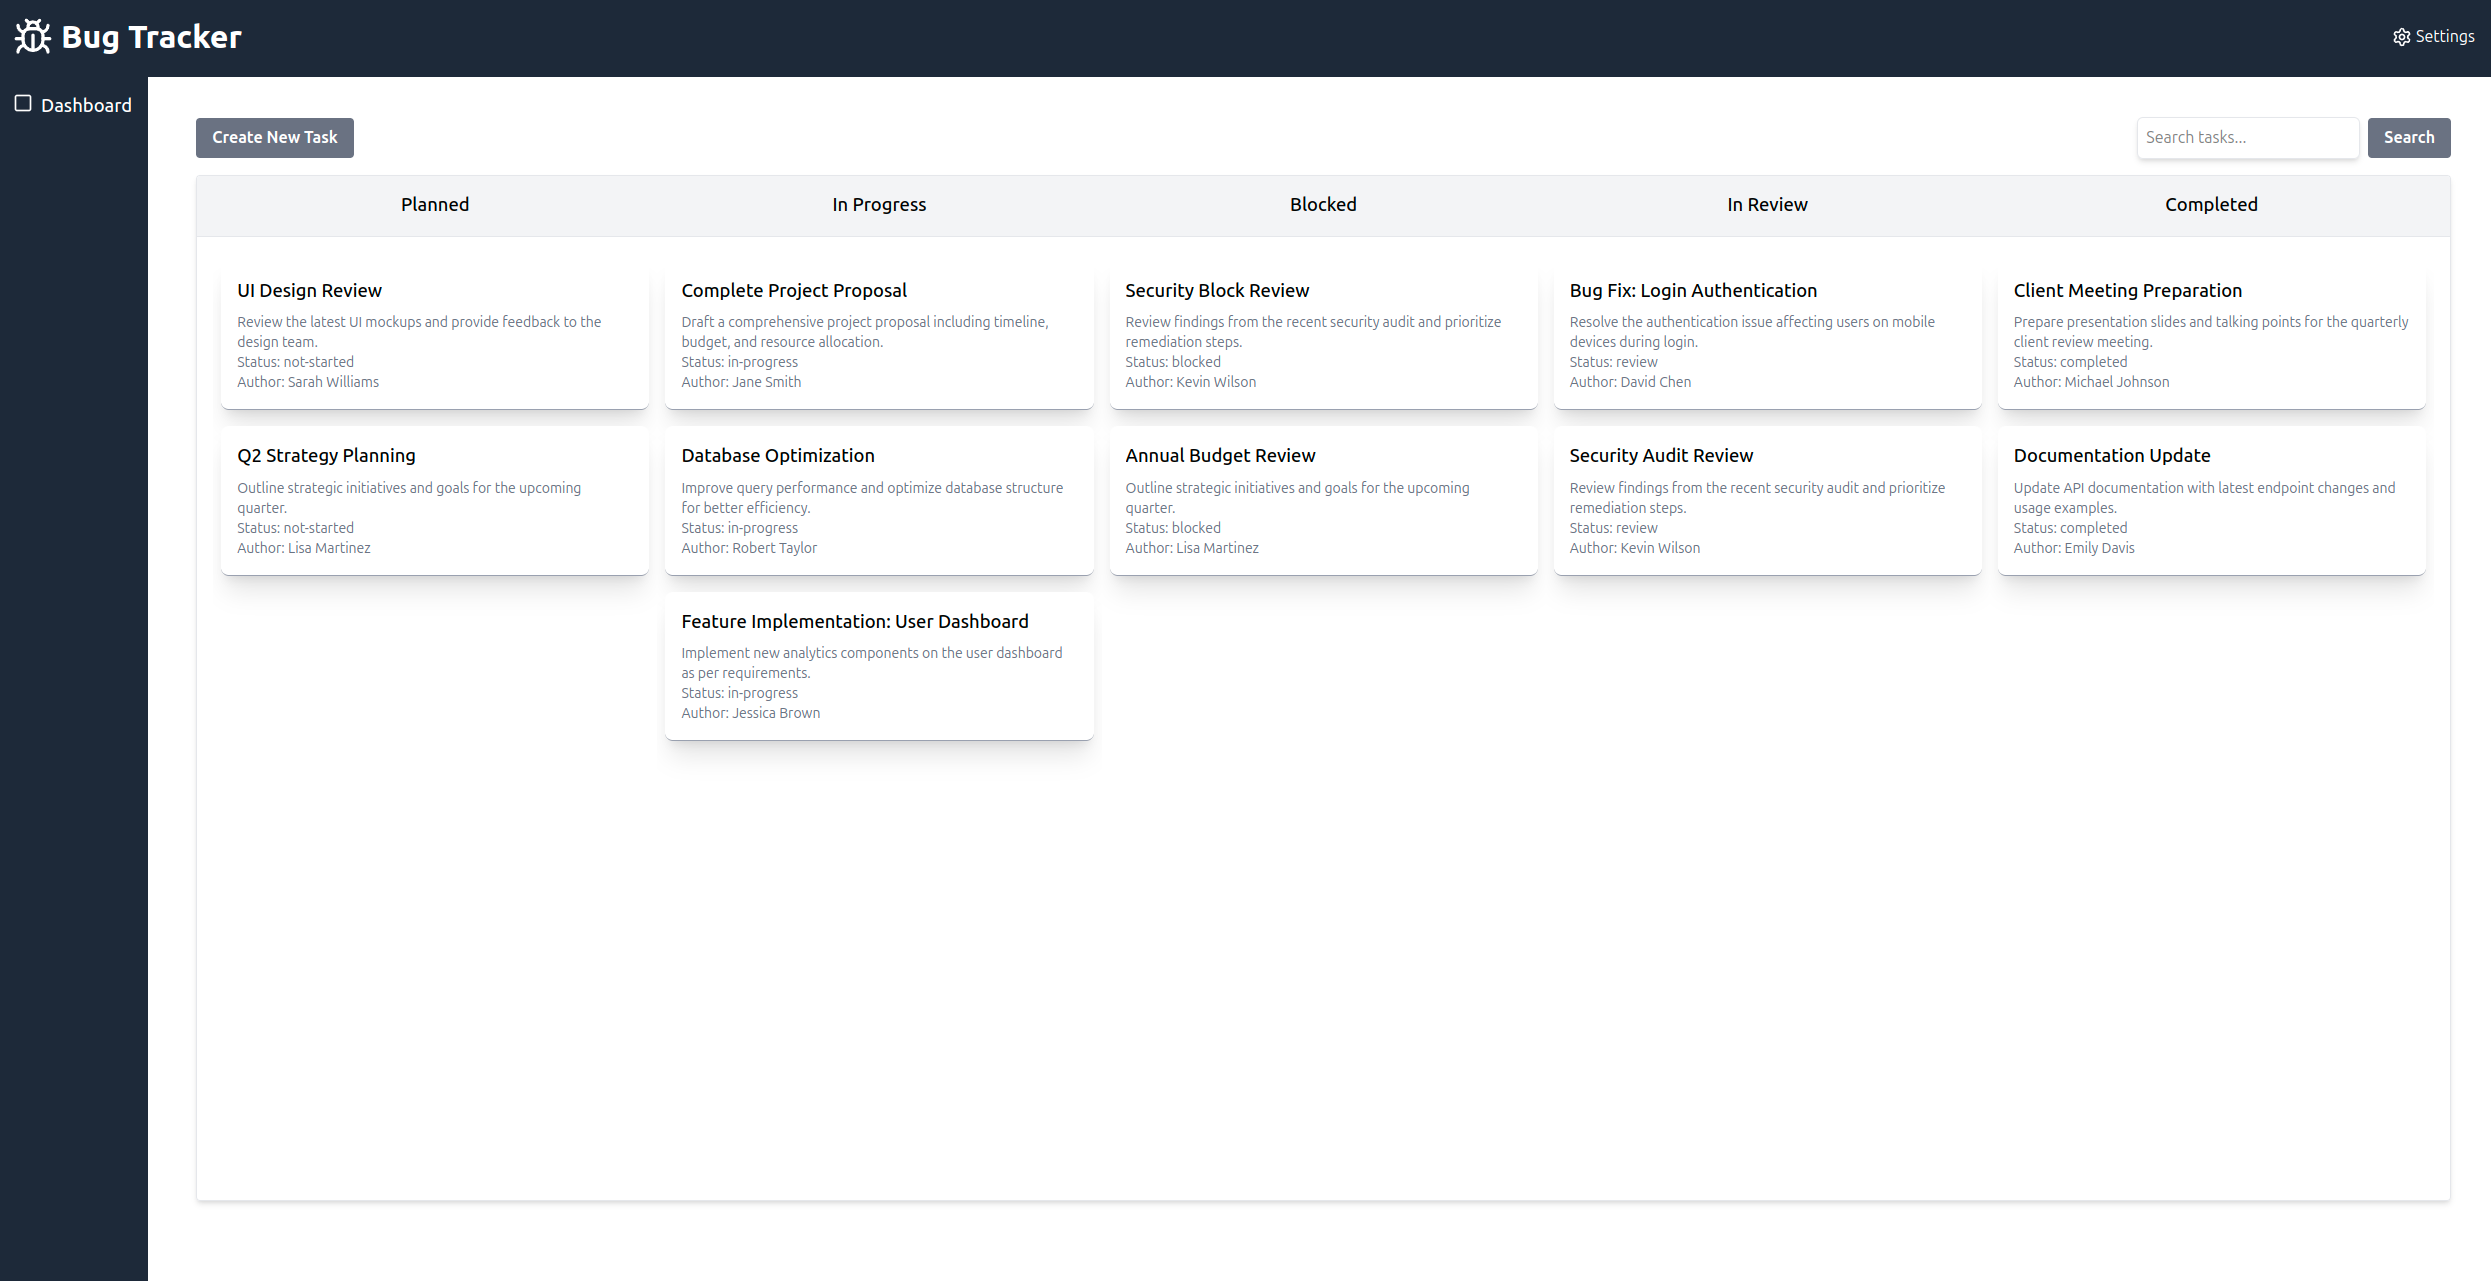 Bug Tracker
Settings
Dashboard
Create New Task
Search tasks...
Search
Planned
In Progress
Blocked
In Review
Completed
UI Design Review
Review the latest UI mockups and provide feedback to the
design team.
Status: not-started
Author: Sarah Williams
Q2 Strategy Planning
Outline strategic initiatives and goals for the upcoming
quarter.
Status: not-started
Author: Lisa Martinez
Complete Project Proposal
Draft a comprehensive project proposal including timeline,
budget, and resource allocation.
Status: in-progress
Author: Jane Smith
Database Optimization
Improve query performance and optimize database structure
for better efficiency.
Status: in-progress
Author: Robert Taylor
Feature Implementation: User Dashboard
Implement new analytics components on the user dashboard
as per requirements.
Status: in-progress
Author: Jessica Brown
Security Block Review
Review findings from the recent security audit and prioritize
remediation steps.
Status: blocked
Author: Kevin Wilson
Annual Budget Review
Outline strategic initiatives and goals for the upcoming
quarter.
Status: blocked
Author: Lisa Martinez
Bug Fix: Login Authentication
Resolve the authentication issue affecting users on mobile
devices during login.
Status: review
Author: David Chen
Security Audit Review
Review findings from the recent security audit and prioritize
remediation steps.
Status: review
Author: Kevin Wilson
Client Meeting Preparation
Prepare presentation slides and talking points for the quarterly
client review meeting.
Status: completed
Author: Michael Johnson
Documentation Update
Update API documentation with latest endpoint changes and
usage examples.
Status: completed
Author: Emily Davis